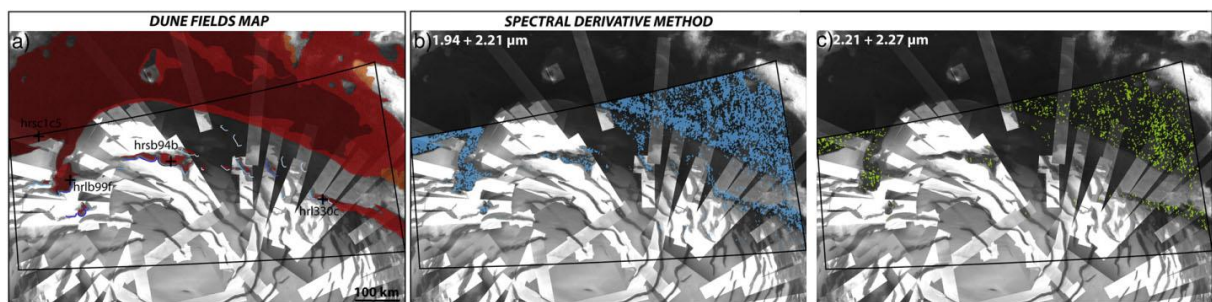 DUNE FIELDS MAP
SPECTRAL DERIVATIVE METHOD
a)
b) 1.94 + 2.21 µm
c) 2.21 + 2.27 µm
hrsc1c5
hrsb94b
hrlb99f
hrl330c
100 km